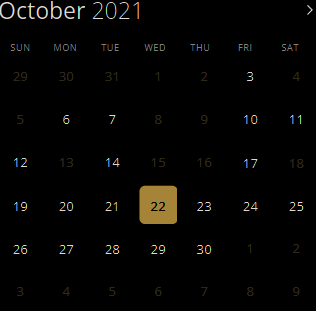 October 2021
SUN MON TUE WED THU FRI SAT
29 30 31 1 2 3 4
5 6 7 8 9 10 11
12 13 14 15 16 17 18
19 20 21 22 23 24 25
26 27 28 29 30 1 2
3 4 5 6 7 8 9